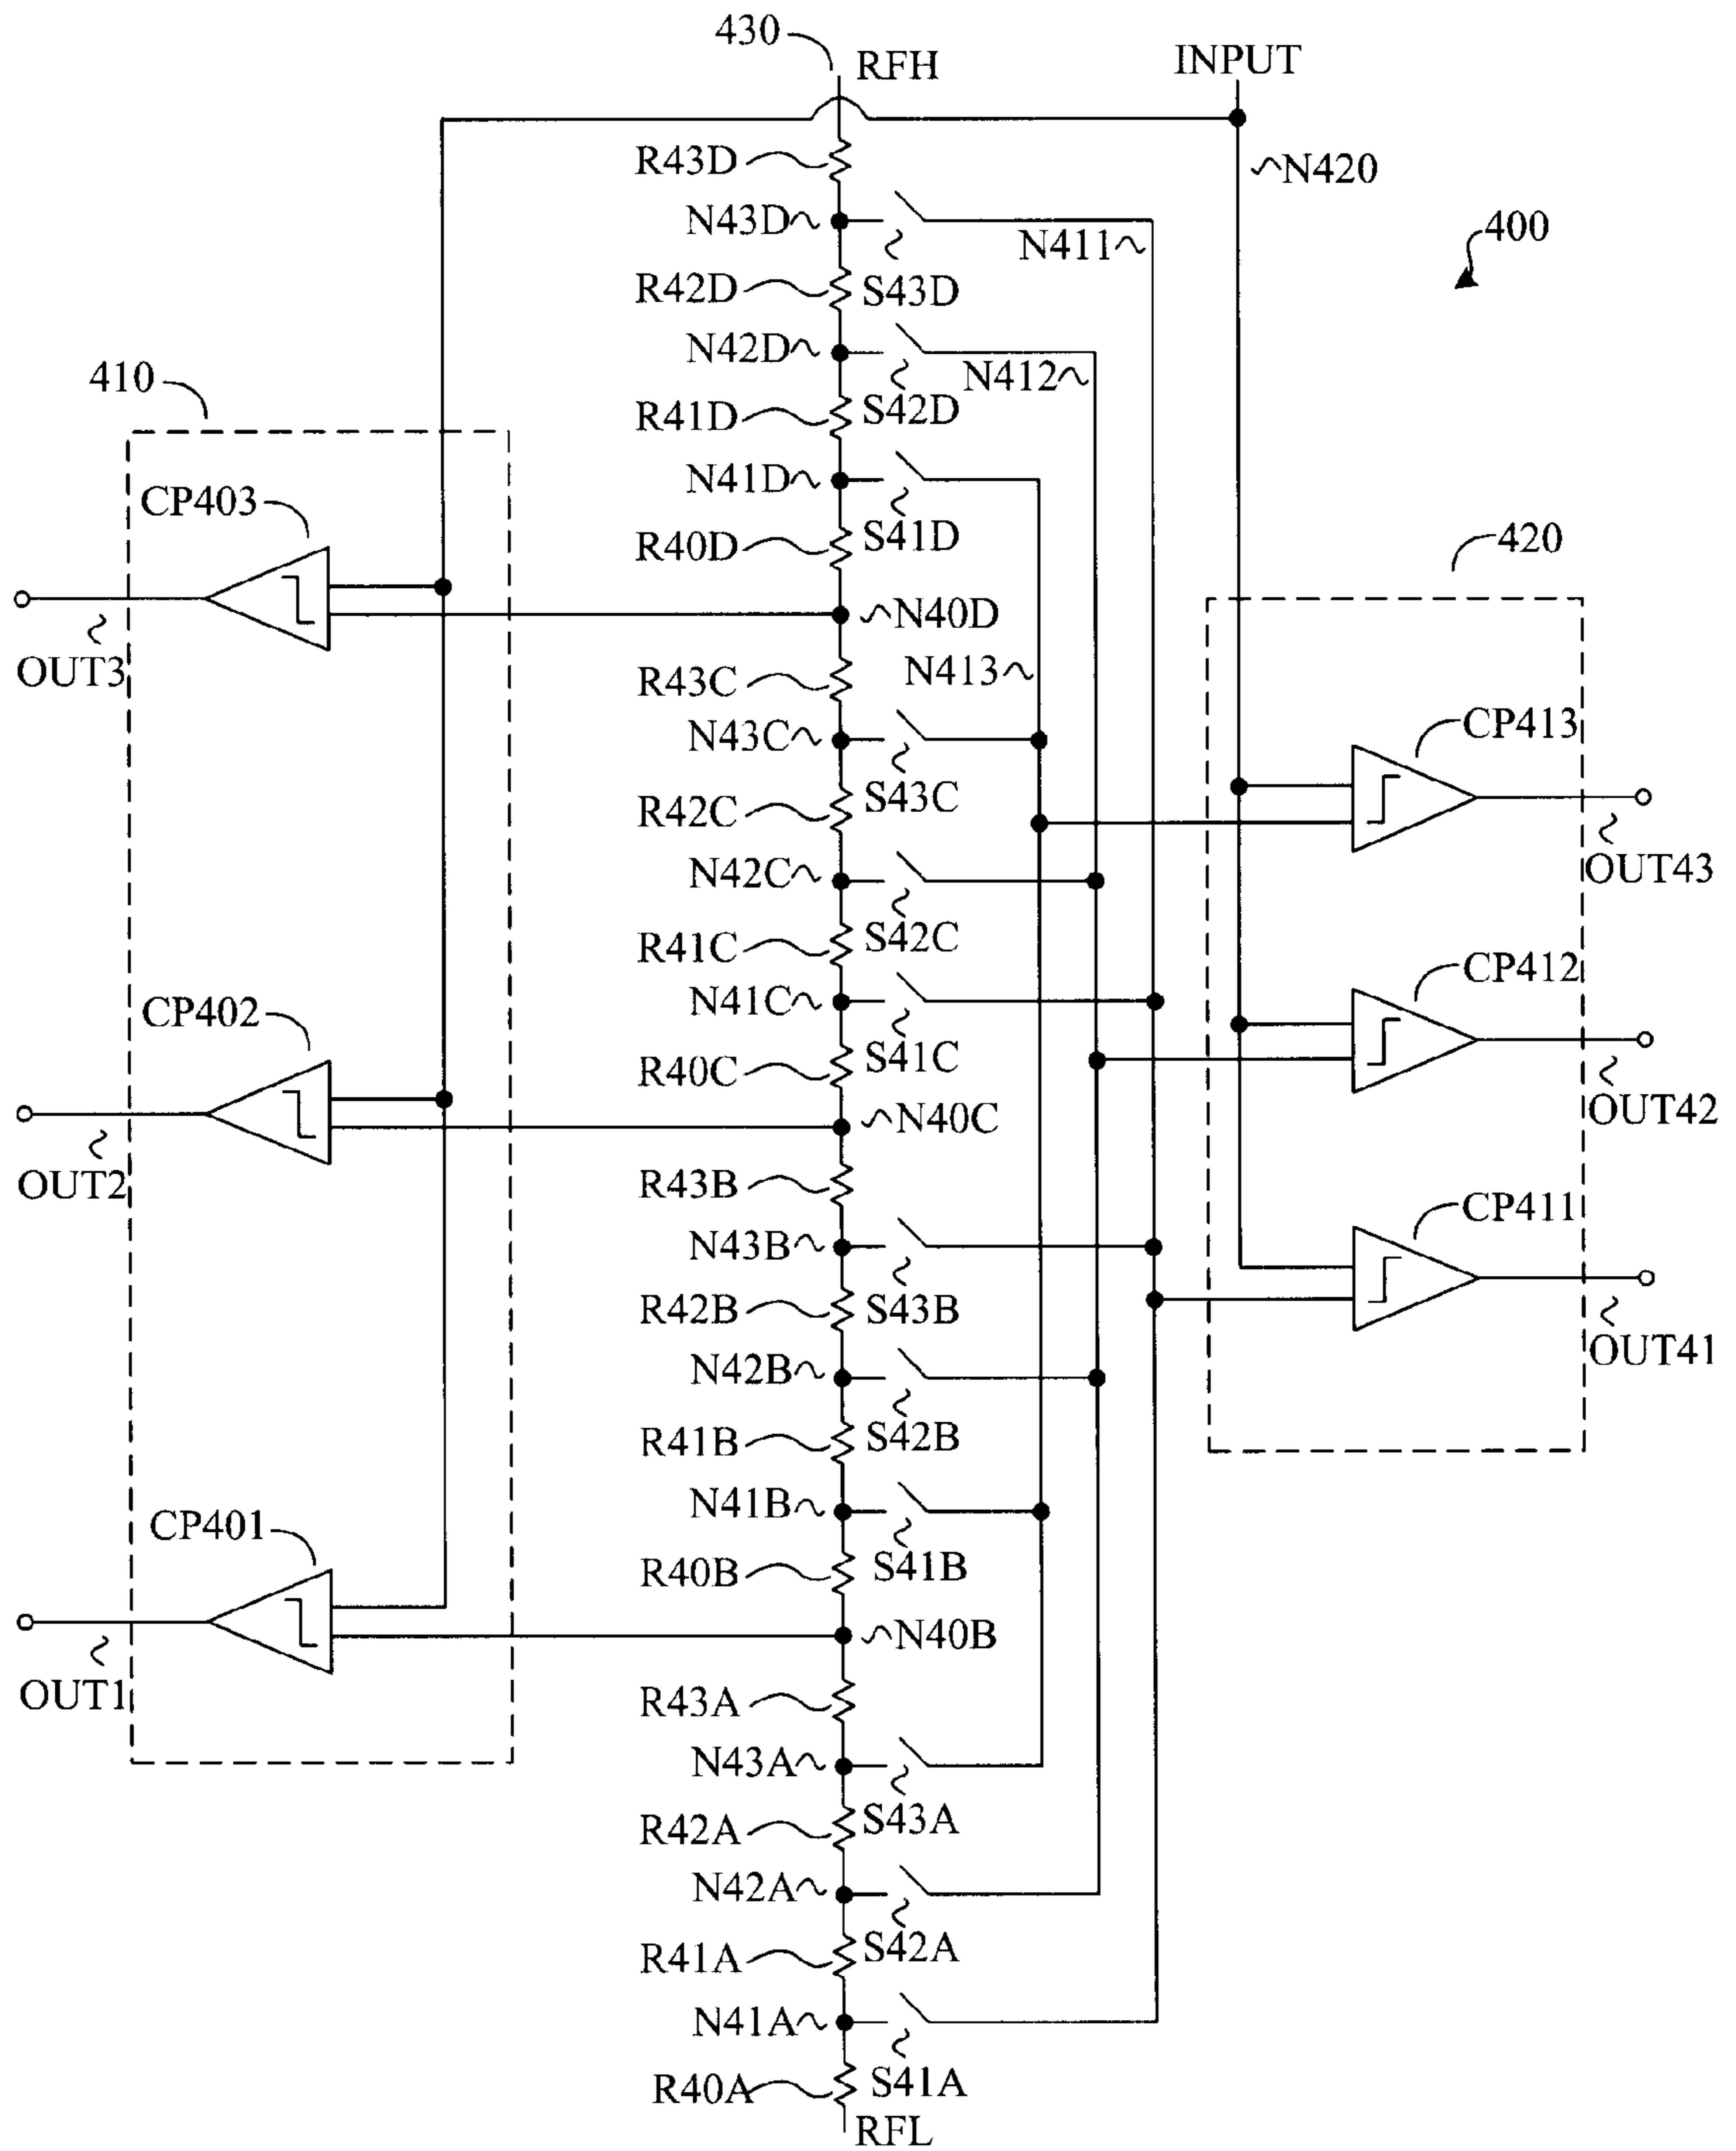 430
RFH
INPUT
R43D
N420
N43D
N411
400
R42D
S43D
N42D
N412
410
R41D
S42D
N41D
CP403
R40D
S41D
420
N40D
OUT3
R43C
N413
N43C
CP413
R42C
S43C
OUT43
N42C
R41C
S42C
CP412
N41C
CP402
R40C
S41C
N40C
OUT42
OUT2
R43B
CP411
N43B
R42B
S43B
OUT41
N42B
R41B
S42B
N41B
CP401
R40B
S41B
N40B
OUT1
R43A
N43A
R42A
S43A
N42A
R41A
S42A
N41A
R40A
S41A
RFL